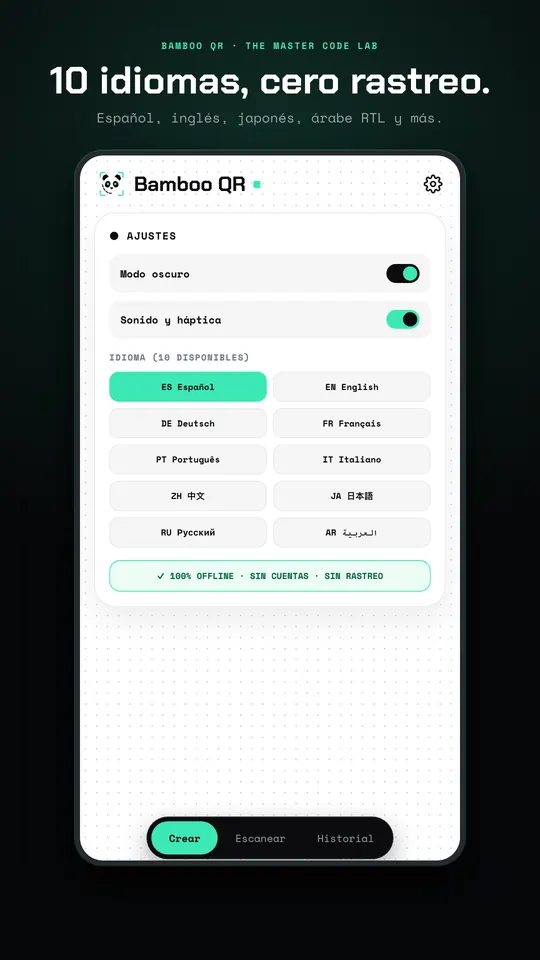 BAMBOO QR · THE MASTER CODE LAB
10 idiomas, cero rastreo.
Español, inglés, japonés, árabe RTL y más.
Bamboo QR
AJUSTES
Modo oscuro
Sonido y háptica
IDIOMA (10 DISPONIBLES)
ES Español
EN English
DE Deutsch
FR Français
PT Português
IT Italiano
ZH 中文
JA 日本語
RU Русский
AR العربية
✓ 100% OFFLINE · SIN CUENTAS · SIN RASTREO
Crear
Escanear
Historial